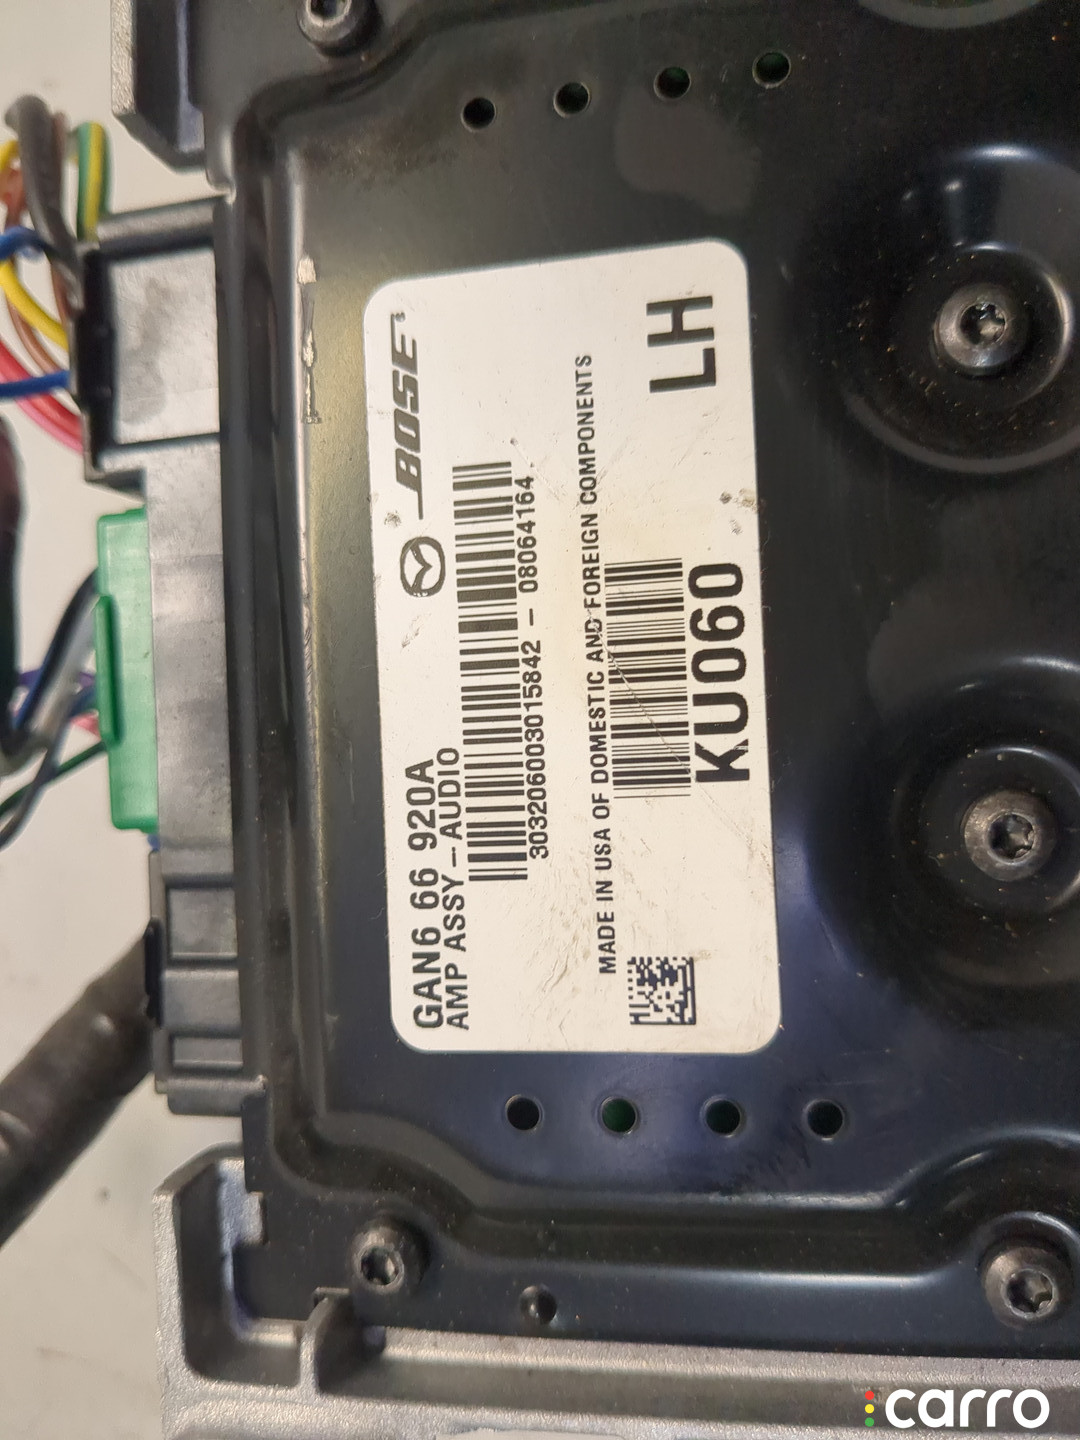 GAN6 66 920A
BOSE
AMP ASSY – AUDIO
303206003015842 – 08064164
MADE IN USA OF DOMESTIC AND FOREIGN COMPONENTS
LH
KU060
carro